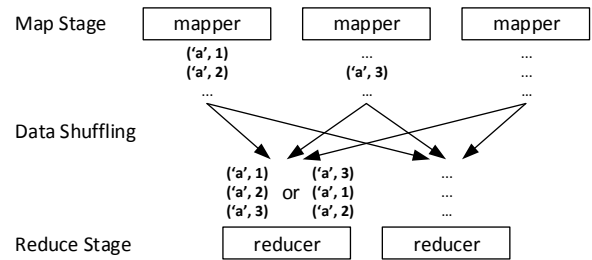 Map Stage mapper mapper mapper
('a', 1) ... ...
('a', 2) ('a', 3) ...
... ... ...
Data Shuffling
('a', 1) ('a', 3) ...
('a', 2) or ('a', 1) ...
('a', 3) ('a', 2) ...
Reduce Stage reducer reducer